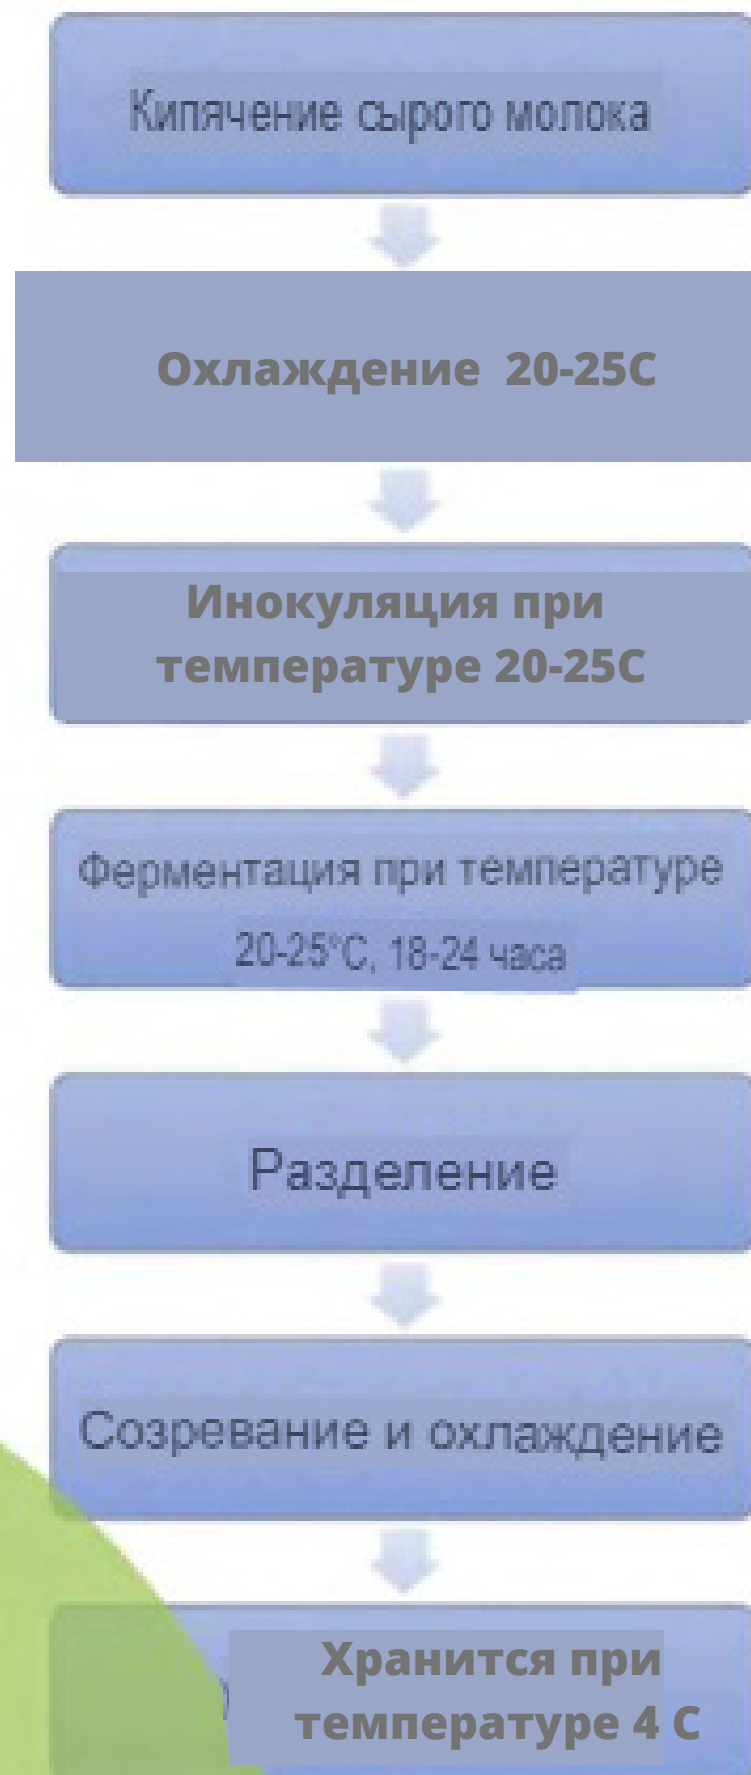 Кипячение сырого молока
Охлаждение 20-25С
Инокуляция при
температуре 20-25С
Ферментация при температуре
20-25°С, 18-24 часа
Разделение
Созревание и охлаждение
Хранится при
температуре 4 С